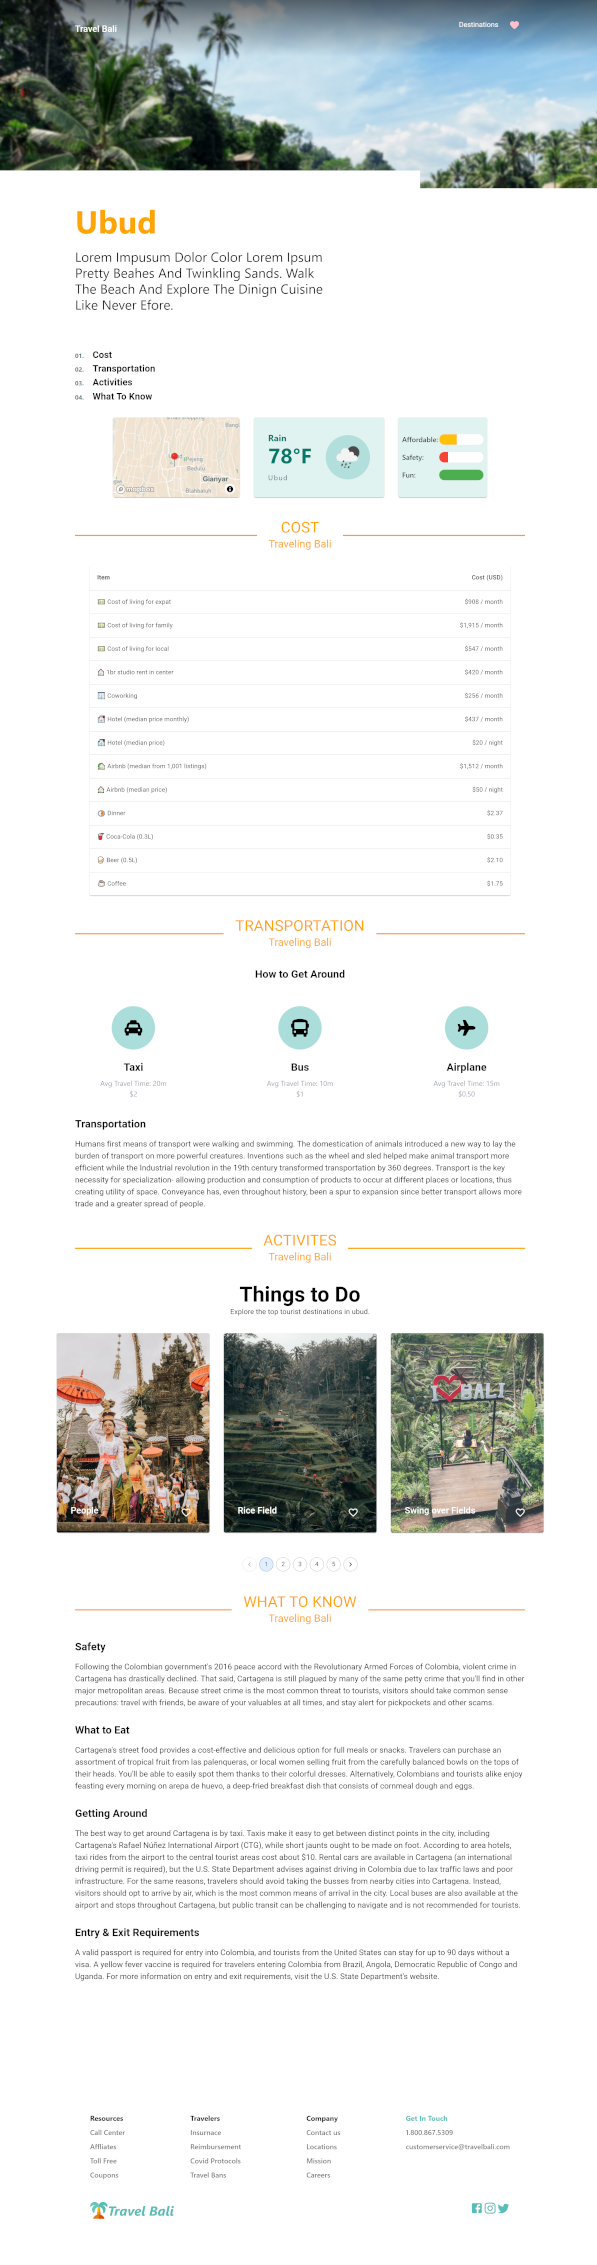 Travel Bali
Destinations
Ubud
Lorem Impusum Dolor Color Lorem Ipsum
Pretty Beahes And Twinkling Sands. Walk
The Beach And Explore The Dinign Cuisine
Like Never Efore.
01. Cost
02. Transportation
03. Activities
04. What To Know
Bedulu
Gianyar
Blahbatuh
mapbox
Rain
78°F
Ubud
Affordable:
Safety:
Fun:
COST
Traveling Bali
Item Cost (USD)
Cost of living for expat $908 / month
Cost of living for family $1,915 / month
Cost of living for local $547 / month
1br studio rent in center $420 / month
Coworking $256 / month
Hotel (median price monthly) $437 / month
Hotel (median price) $20 / night
Airbnb (median from 1,001 listings) $1,512 / month
Airbnb (median price) $50 / night
Dinner $2.37
Coca-Cola (0.3L) $0.35
Beer (0.5L) $2.10
Coffee $1.75
TRANSPORTATION
Traveling Bali
How to Get Around
Taxi
Avg Travel Time: 20m
$2
Bus
Avg Travel Time: 10m
$1
Airplane
Avg Travel Time: 15m
$0.50
Transportation
Humans first means of transport were walking and swimming. The domestication of animals introduced a new way to lay the
burden of transport on more powerful creatures. Inventions such as the wheel and sled helped make animal transport more
efficient while the Industrial revolution in the 19th century transformed transportation by 360 degrees. Transport is the key
necessity for specialization- allowing production and consumption of products to occur at different places or locations, thus
creating utility of space. Conveyance has, even throughout history, been a spur to expansion since better transport allows more
trade and a greater spread of people.
ACTIVITES
Traveling Bali
Things to Do
Explore the top tourist destinations in ubud.
People
Rice Field
I BALI
Swing over Fields
1 2 3 4 5
WHAT TO KNOW
Traveling Bali
Safety
Following the Colombian government's 2016 peace accord with the Revolutionary Armed Forces of Colombia, violent crime in
Cartagena has drastically declined. That said, Cartagena is still plagued by many of the same petty crime that you'll find in other
major metropolitan areas. Because street crime is the most common threat to tourists, visitors should take common sense
precautions: travel with friends, be aware of your valuables at all times, and stay alert for pickpockets and other scams.
What to Eat
Cartagena's street food provides a cost-effective and delicious option for full meals or snacks. Travelers can purchase an
assortment of tropical fruit from las palenqueras, or local women selling fruit from the carefully balanced bowls on the tops of
their heads. You'll be able to easily spot them thanks to their colorful dresses. Alternatively, Colombians and tourists alike enjoy
feasting every morning on arepa de huevo, a deep-fried breakfast dish that consists of cornmeal dough and eggs.
Getting Around
The best way to get around Cartagena is by taxi. Taxis make it easy to get between distinct points in the city, including
Cartagena's Rafael Núñez International Airport (CTG), while short jaunts ought to be made on foot. According to area hotels,
taxi rides from the airport to the central tourist areas cost about $10. Rental cars are available in Cartagena (an international
driving permit is required), but the U.S. State Department advises against driving in Colombia due to lax traffic laws and poor
infrastructure. For the same reasons, travelers should avoid taking the busses from nearby cities into Cartagena. Instead,
visitors should opt to arrive by air, which is the most common means of arrival in the city. Local buses are also available at the
airport and stops throughout Cartagena, but public transit can be challenging to navigate and is not recommended for tourists.
Entry & Exit Requirements
A valid passport is required for entry into Colombia, and tourists from the United States can stay for up to 90 days without a
visa. A yellow fever vaccine is required for travelers entering Colombia from Brazil, Angola, Democratic Republic of Congo and
Uganda. For more information on entry and exit requirements, visit the U.S. State Department's website.
Resources
Call Center
Affliates
Toll Free
Coupons
Travelers
Insurnace
Reimbursement
Covid Protocols
Travel Bans
Company
Contact us
Locations
Mission
Careers
Get In Touch
1.800.867.5309
customerservice@travelbali.com
Travel Bali